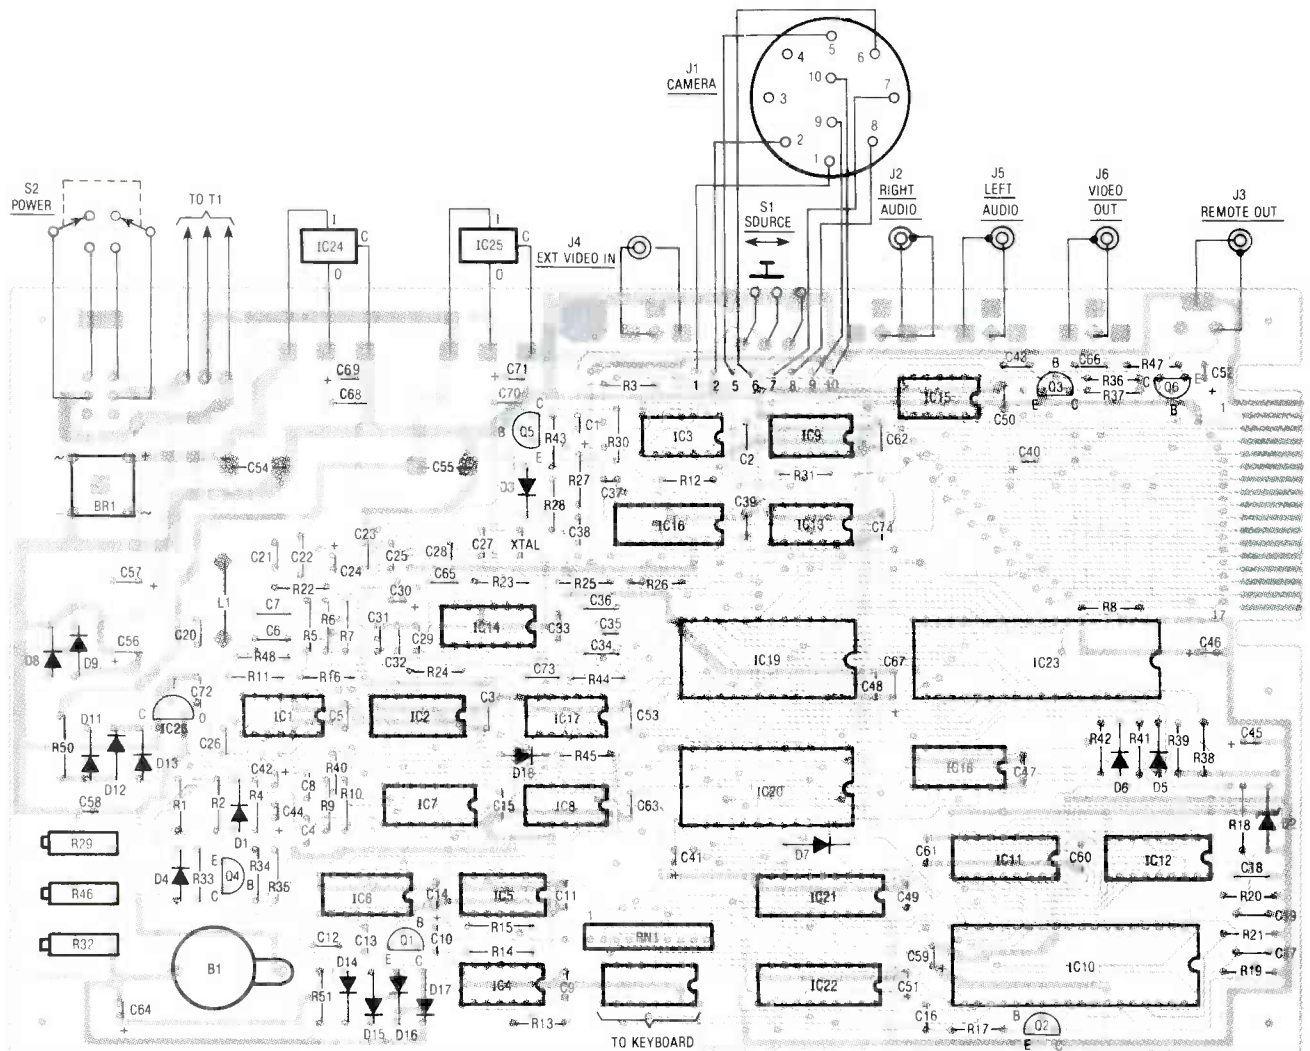 5
4
6
J1
CAMERA
10
7
3
9
8
2
1
S2
POWER
TO T1
J2
RIGHT
AUDIO
J5
LEFT
AUDIO
J6
VIDEO
OUT
J3
REMOTE OUT
S1
SOURCE
I
IC24
C
O
I
IC25
C
O
J4
EXT VIDEO IN
C69
C68
C71
C70
R3
1 2 5 6 7 8 9 10
IC15
C43
C50
B
Q3
E C
C66
R36
R37
R47
C
Q6
E
B
C52
+
1
~ +
BR1
~
C54
C55
B
C
Q5
E
R43
C1
R30
IC3
C2
IC9
C62
C40
D3
R28
R27
C37
C38
R12
R31
IC16
C39
IC13
C74
C57
L1
C21
C22
C24
C23
C25
C28
C27
XTAL
R22
C30
C65
R23
R25
R26
C7
C6
R5
R6
R7
C31
C32
C29
IC14
C33
C36
C35
C34
R8
17
D8
D9
C56
C20
R48
R11
R16
R24
C73
R44
IC19
C67
C48
IC23
C46
C72
C
O
IC26
C26
IC1
C5
IC2
C3
IC17
C53
R50
D11
D12
D13
C58
D18
R45
IC20
IC18
C47
R42
D6
R41
D5
R39
R38
C45
R1
R2
R4
D1
C42
C44
C8
C4
R40
R9
R10
IC7
C15
IC8
C63
R18
R29
R46
R32
D4
R33
E
Q4
C
B
R34
R35
IC6
C14
IC5
C11
C41
D7
C61
IC11
C60
IC12
C18
R20
R21
R19
IC21
C49
C12
C13
B
Q1
E C
C10
R15
R14
1
RN1
C59
IC10
B1
C64
R51
D14
D15
D16
D17
IC4
C9
R13
TO KEYBOARD
IC22
C51
C16
R17
B
Q2
E C